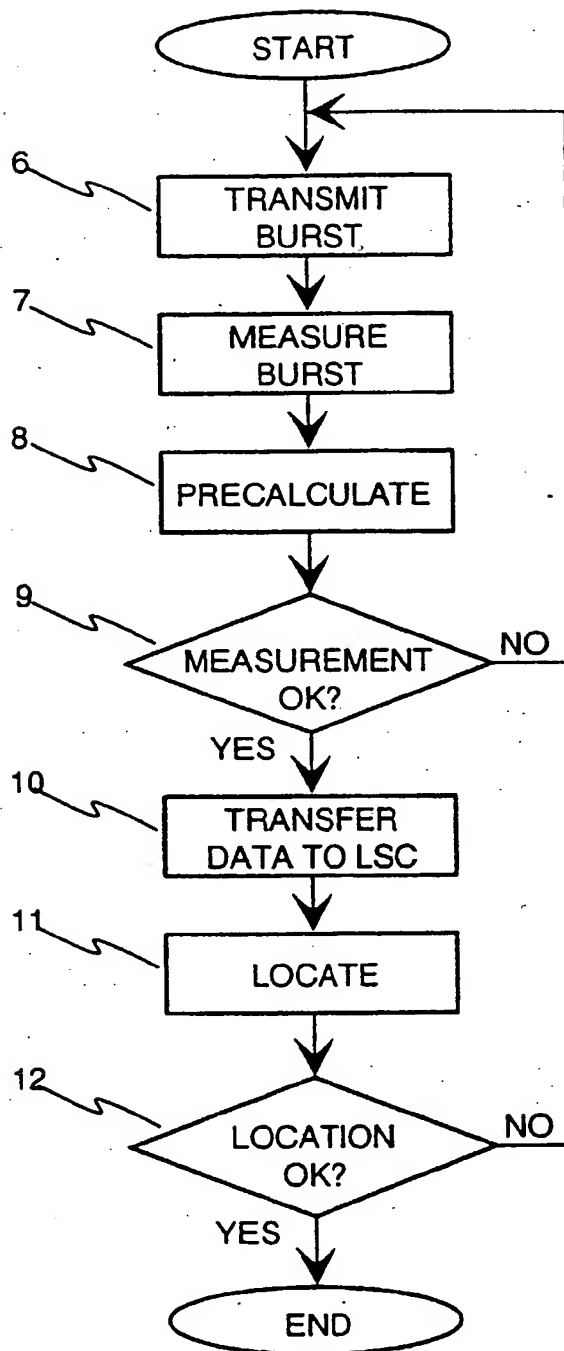 START
6
TRANSMIT
BURST
7
MEASURE
BURST
8
PRECALCULATE
9
MEASUREMENT
OK?
NO
YES
10
TRANSFER
DATA TO LSC
11
LOCATE
12
LOCATION
OK?
NO
YES
END